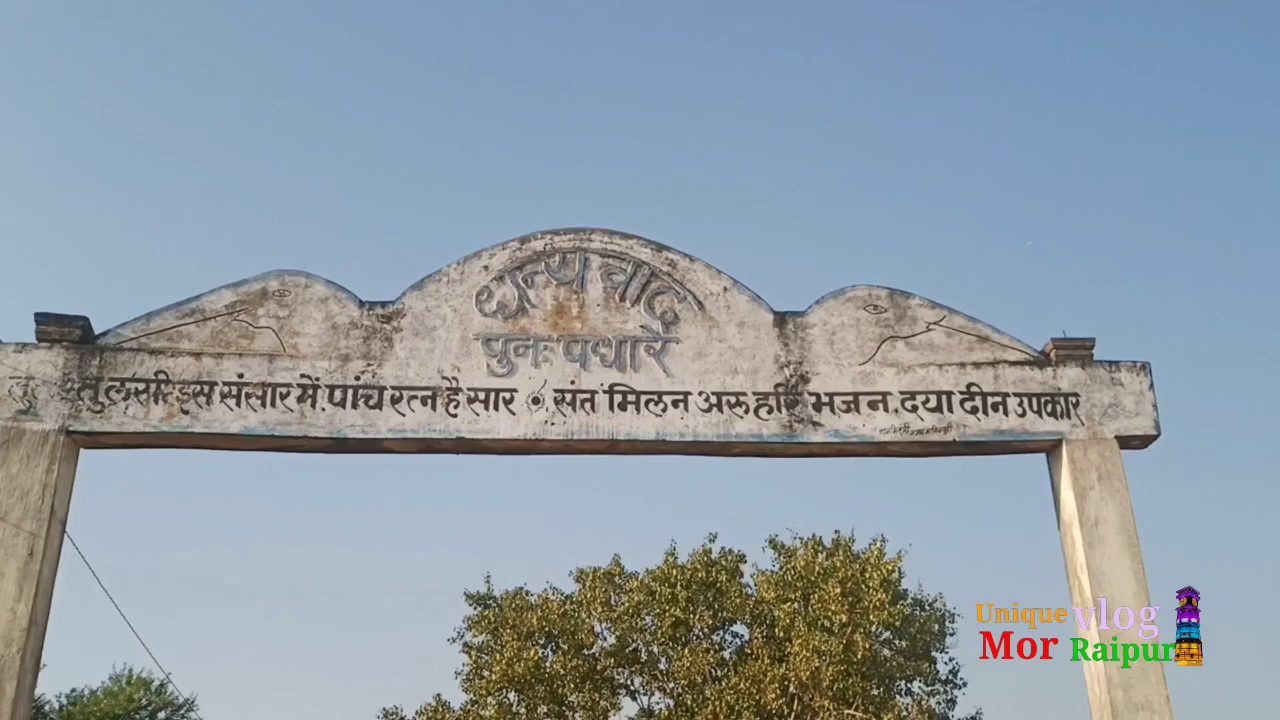 धन्यवाद
पुनः पधारें
तुलसी इस संसार में, पांच रत्न है सार संत मिलन अरू हरि भजन, दया दीन उपकार
Unique vlog
Mor Raipur